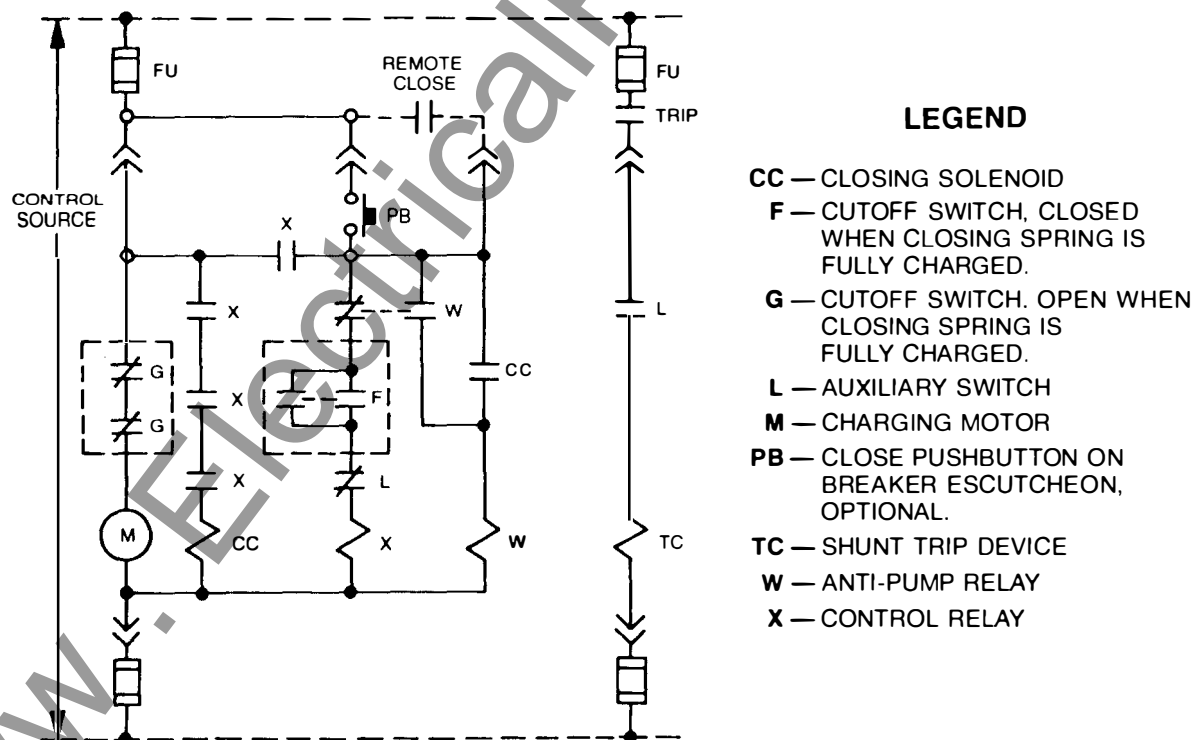 FU
REMOTE
CLOSE
FU
TRIP
CONTROL
SOURCE
PB
X
X
W
L
G
CC
X
F
G
X
L
M
CC
X
W
TC
LEGEND
CC — CLOSING SOLENOID
F — CUTOFF SWITCH, CLOSED
WHEN CLOSING SPRING IS
FULLY CHARGED.
G — CUTOFF SWITCH. OPEN WHEN
CLOSING SPRING IS
FULLY CHARGED.
L — AUXILIARY SWITCH
M — CHARGING MOTOR
PB — CLOSE PUSHBUTTON ON
BREAKER ESCUTCHEON,
OPTIONAL.
TC — SHUNT TRIP DEVICE
W — ANTI-PUMP RELAY
X — CONTROL RELAY
w . Electrical